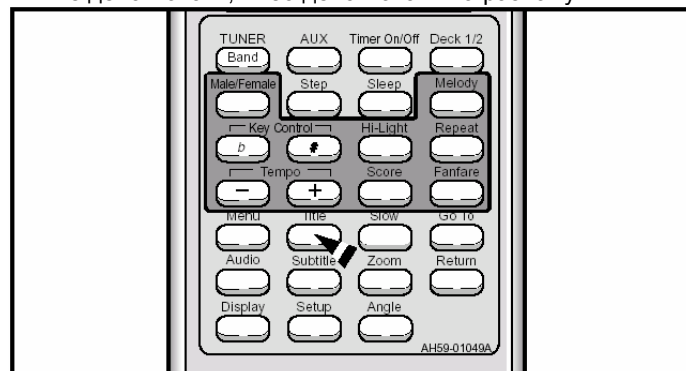 TUNER AUX Timer On/Off Deck 1/2
Band
Male/Female Step Sleep Melody
Key Control Hi-Light Repeat
b #
Tempo Score Fanfare
− +
Menu Title Slow Go To
Audio Subtitle Zoom Return
Display Setup Angle
AH59-01049A